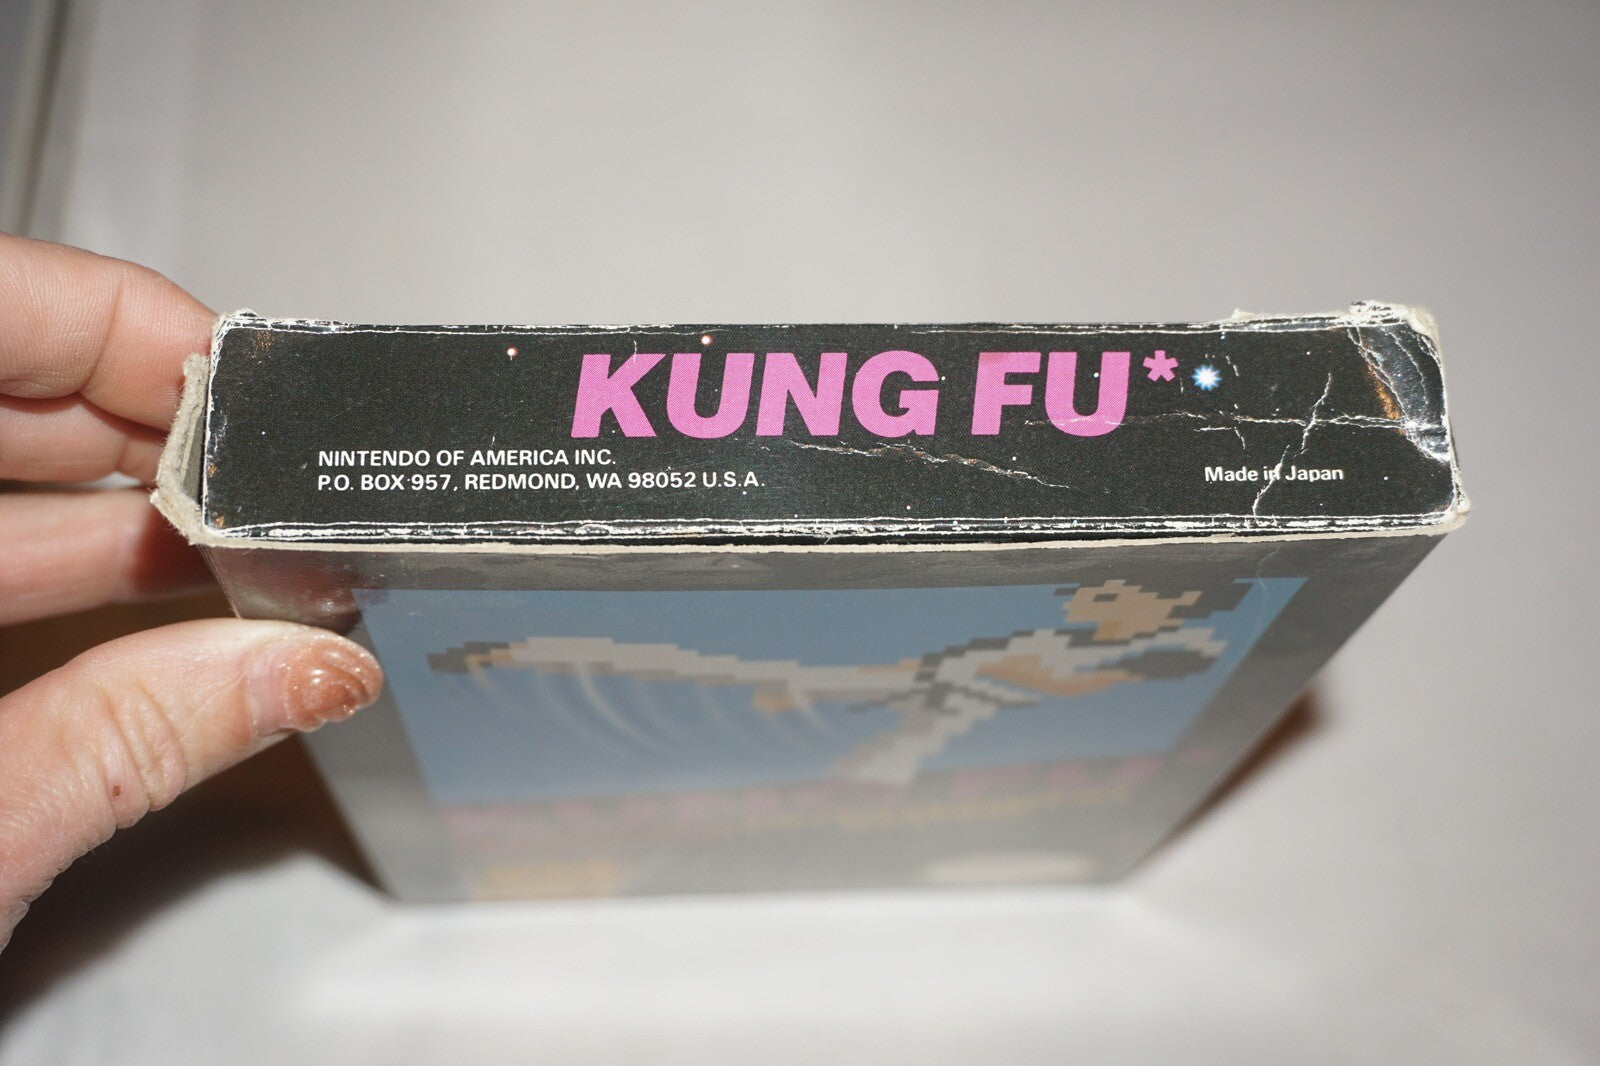 KUNG FU*
NINTENDO OF AMERICA INC.
P.O. BOX 957, REDMOND, WA 98052 U.S.A.
Made in Japan